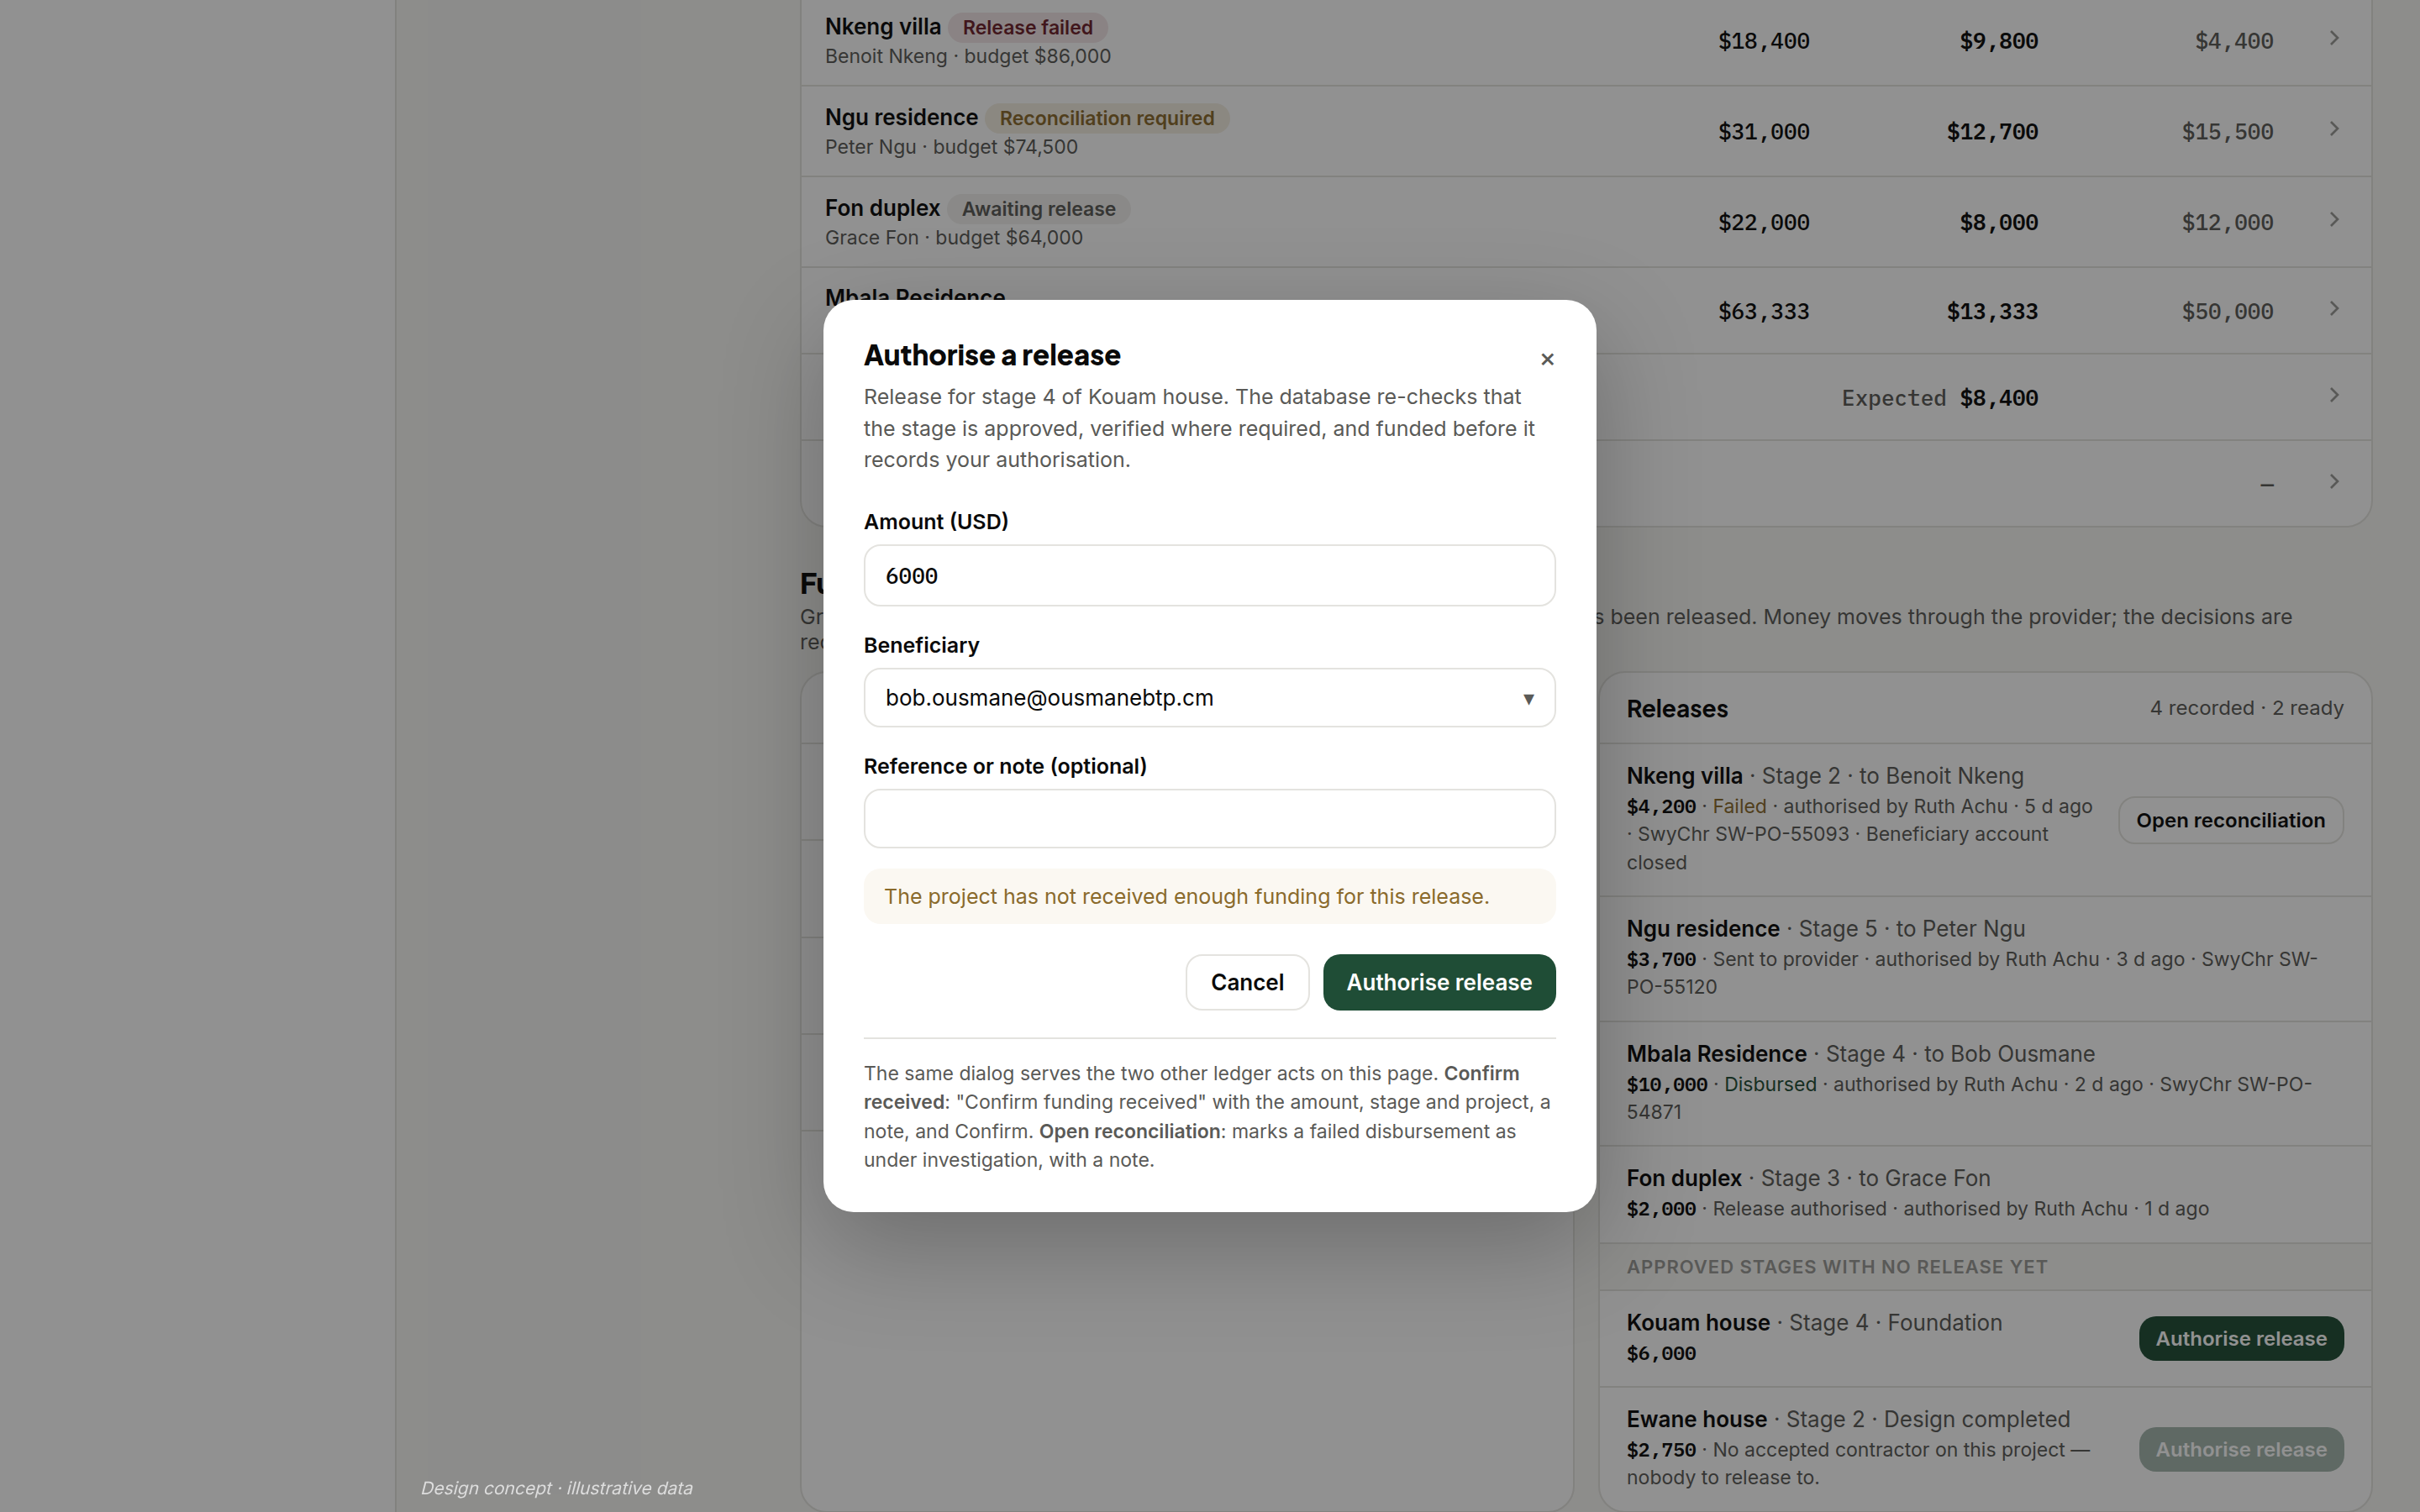 Nkeng villa Release failed
Benoit Nkeng · budget $86,000
$18,400 $9,800 $4,400
Ngu residence Reconciliation required
Peter Ngu · budget $74,500
$31,000 $12,700 $15,500
Fon duplex Awaiting release
Grace Fon · budget $64,000
$22,000 $8,000 $12,000
Mbala Residence
$63,333 $13,333 $50,000
Expected $8,400
–
Authorise a release
×
Release for stage 4 of Kouam house. The database re-checks that
the stage is approved, verified where required, and funded before it
records your authorisation.
Amount (USD)
6000
Beneficiary
bob.ousmane@ousmanebtp.cm
Reference or note (optional)
The project has not received enough funding for this release.
Cancel
Authorise release
The same dialog serves the two other ledger acts on this page. Confirm
received: "Confirm funding received" with the amount, stage and project, a
note, and Confirm. Open reconciliation: marks a failed disbursement as
under investigation, with a note.
been released. Money moves through the provider; the decisions are
Releases
4 recorded · 2 ready
Nkeng villa · Stage 2 · to Benoit Nkeng
$4,200 · Failed · authorised by Ruth Achu · 5 d ago
· SwyChr SW-PO-55093 · Beneficiary account
closed
Open reconciliation
Ngu residence · Stage 5 · to Peter Ngu
$3,700 · Sent to provider · authorised by Ruth Achu · 3 d ago · SwyChr SW-
PO-55120
Mbala Residence · Stage 4 · to Bob Ousmane
$10,000 · Disbursed · authorised by Ruth Achu · 2 d ago · SwyChr SW-PO-
54871
Fon duplex · Stage 3 · to Grace Fon
$2,000 · Release authorised · authorised by Ruth Achu · 1 d ago
APPROVED STAGES WITH NO RELEASE YET
Kouam house · Stage 4 · Foundation
$6,000
Authorise release
Ewane house · Stage 2 · Design completed
$2,750 · No accepted contractor on this project —
nobody to release to.
Authorise release
Design concept · illustrative data